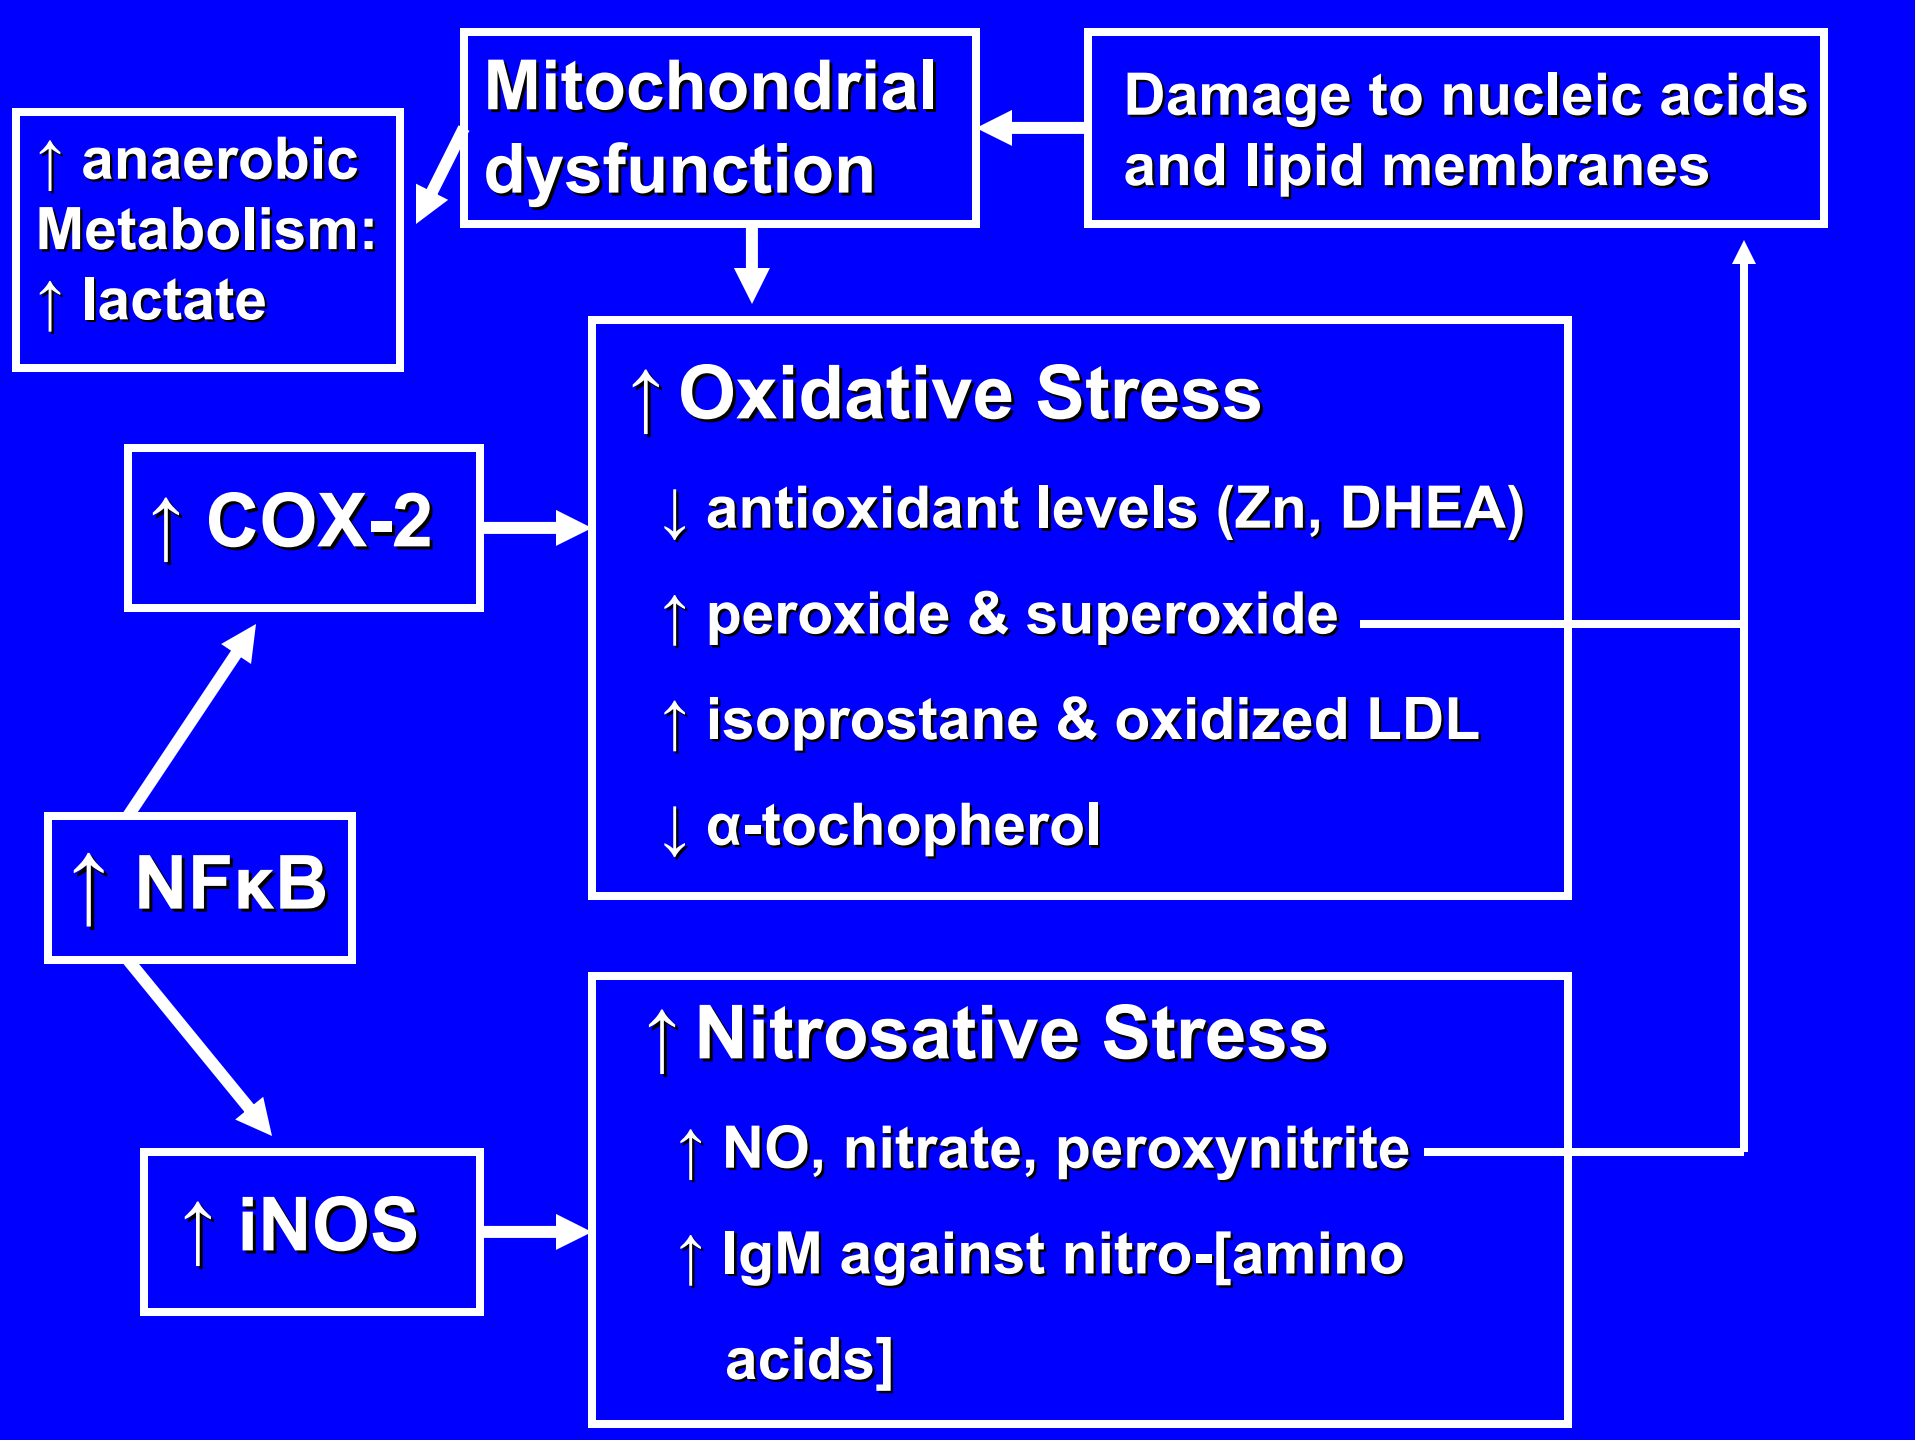 Mitochondrial
dysfunction
Damage to nucleic acids
and lipid membranes
↑ anaerobic
Metabolism:
↑ lactate
↑ Oxidative Stress
↓ antioxidant levels (Zn, DHEA)
↑ peroxide & superoxide
↑ isoprostane & oxidized LDL
↓ α-tochopherol
↑ COX-2
↑ NFκB
↑ iNOS
↑ Nitrosative Stress
↑ NO, nitrate, peroxynitrite
↑ IgM against nitro-[amino
acids]